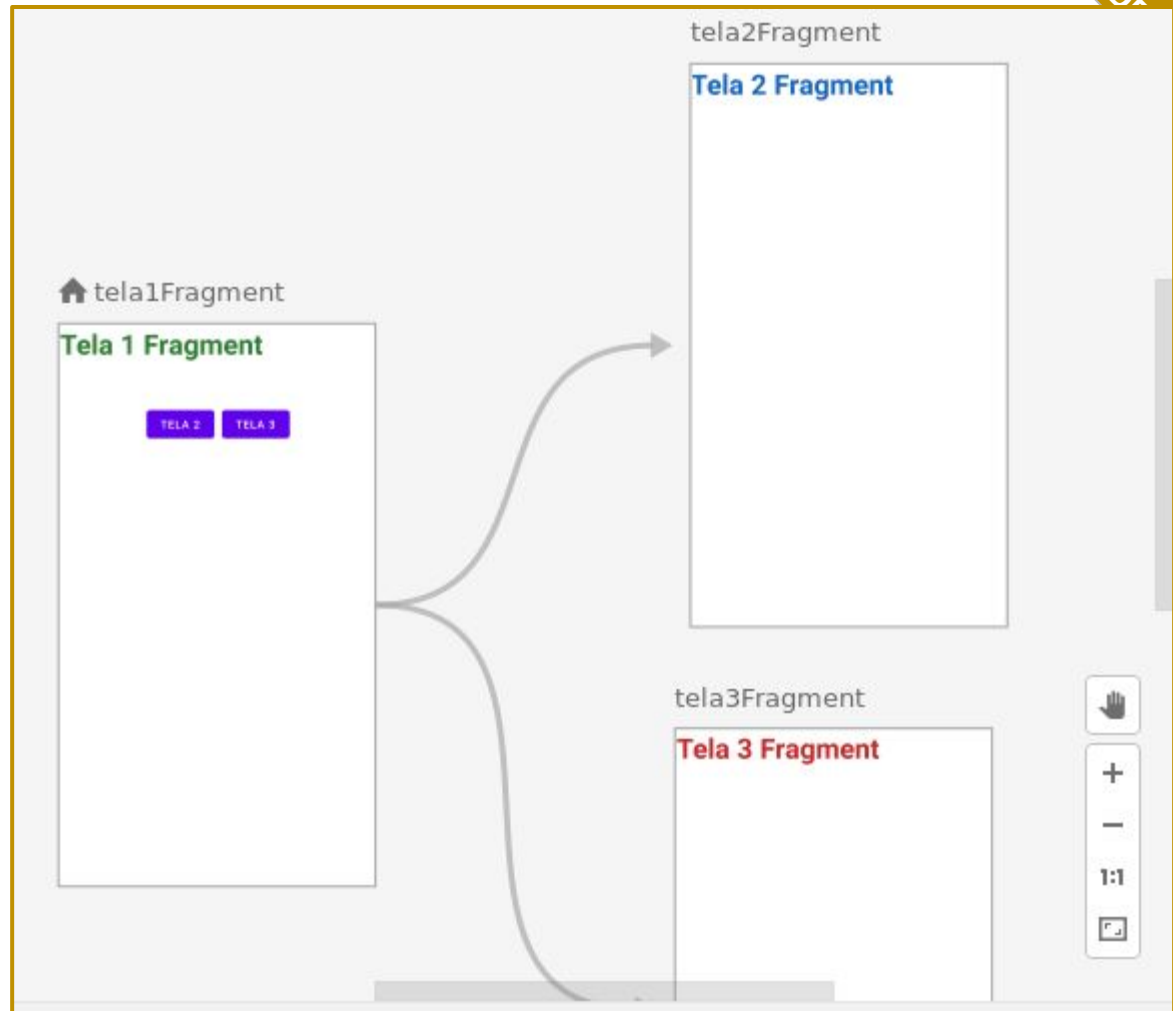 tela2Fragment
Tela 2 Fragment
tela1Fragment
Tela 1 Fragment
TELA 2 TELA 3
tela3Fragment
Tela 3 Fragment
1:1